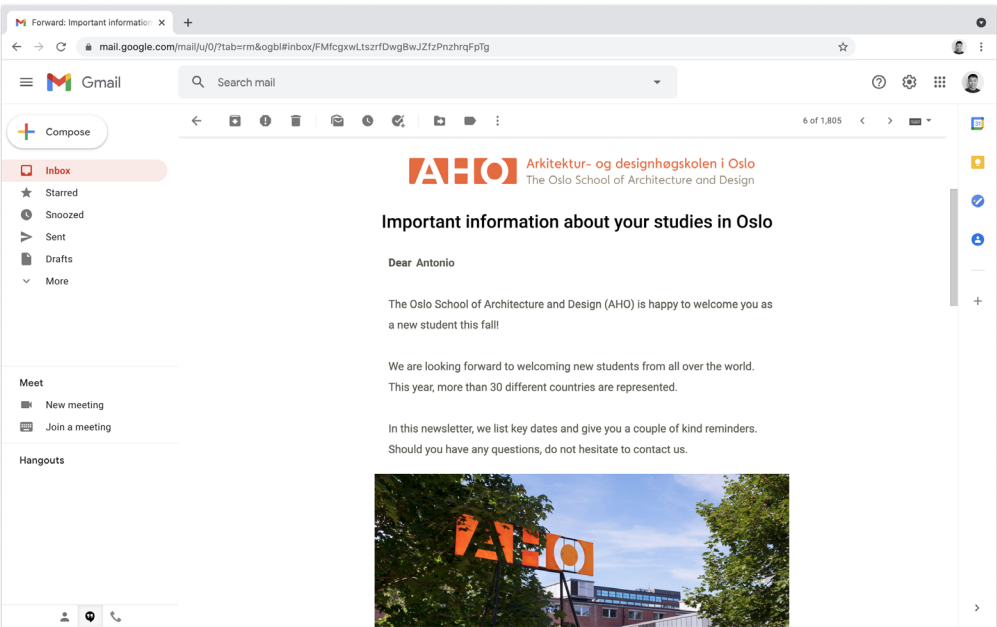 Forward: Important information
mail.google.com/mail/u/0/?tab=rm&ogbl#inbox/FMfcgxwLtszrfDwgBwJZfzPnzhrqFpTg
Gmail
Search mail
Compose
6 of 1,805
Inbox
Starred
Snoozed
Sent
Drafts
More
Meet
New meeting
Join a meeting
Hangouts
AHO
Arkitektur- og designhøgskolen i Oslo
The Oslo School of Architecture and Design
Important information about your studies in Oslo
Dear Antonio
The Oslo School of Architecture and Design (AHO) is happy to welcome you as
a new student this fall!
We are looking forward to welcoming new students from all over the world.
This year, more than 30 different countries are represented.
In this newsletter, we list key dates and give you a couple of kind reminders.
Should you have any questions, do not hesitate to contact us.
AHO
31